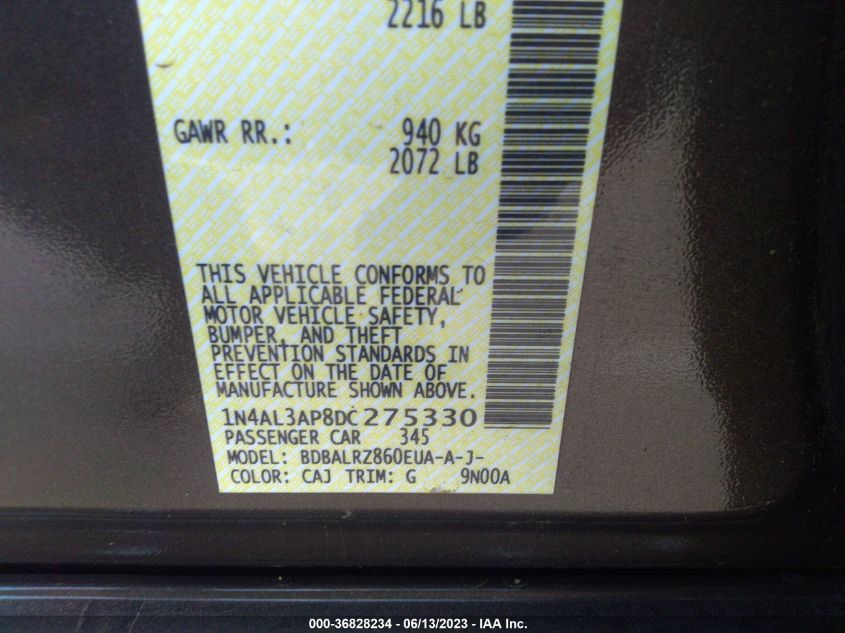 2216 LB
GAWR RR.: 940 KG
2072 LB
THIS VEHICLE CONFORMS TO
ALL APPLICABLE FEDERAL
MOTOR VEHICLE SAFETY,
BUMPER, AND THEFT
PREVENTION STANDARDS IN
EFFECT ON THE DATE OF
MANUFACTURE SHOWN ABOVE.
1N4AL3AP8DC275330
PASSENGER CAR 345
MODEL: BDBALRZ860EUA-A-J-
COLOR: CAJ TRIM: G 9N00A
000-36828234 - 06/13/2023 - IAA Inc.